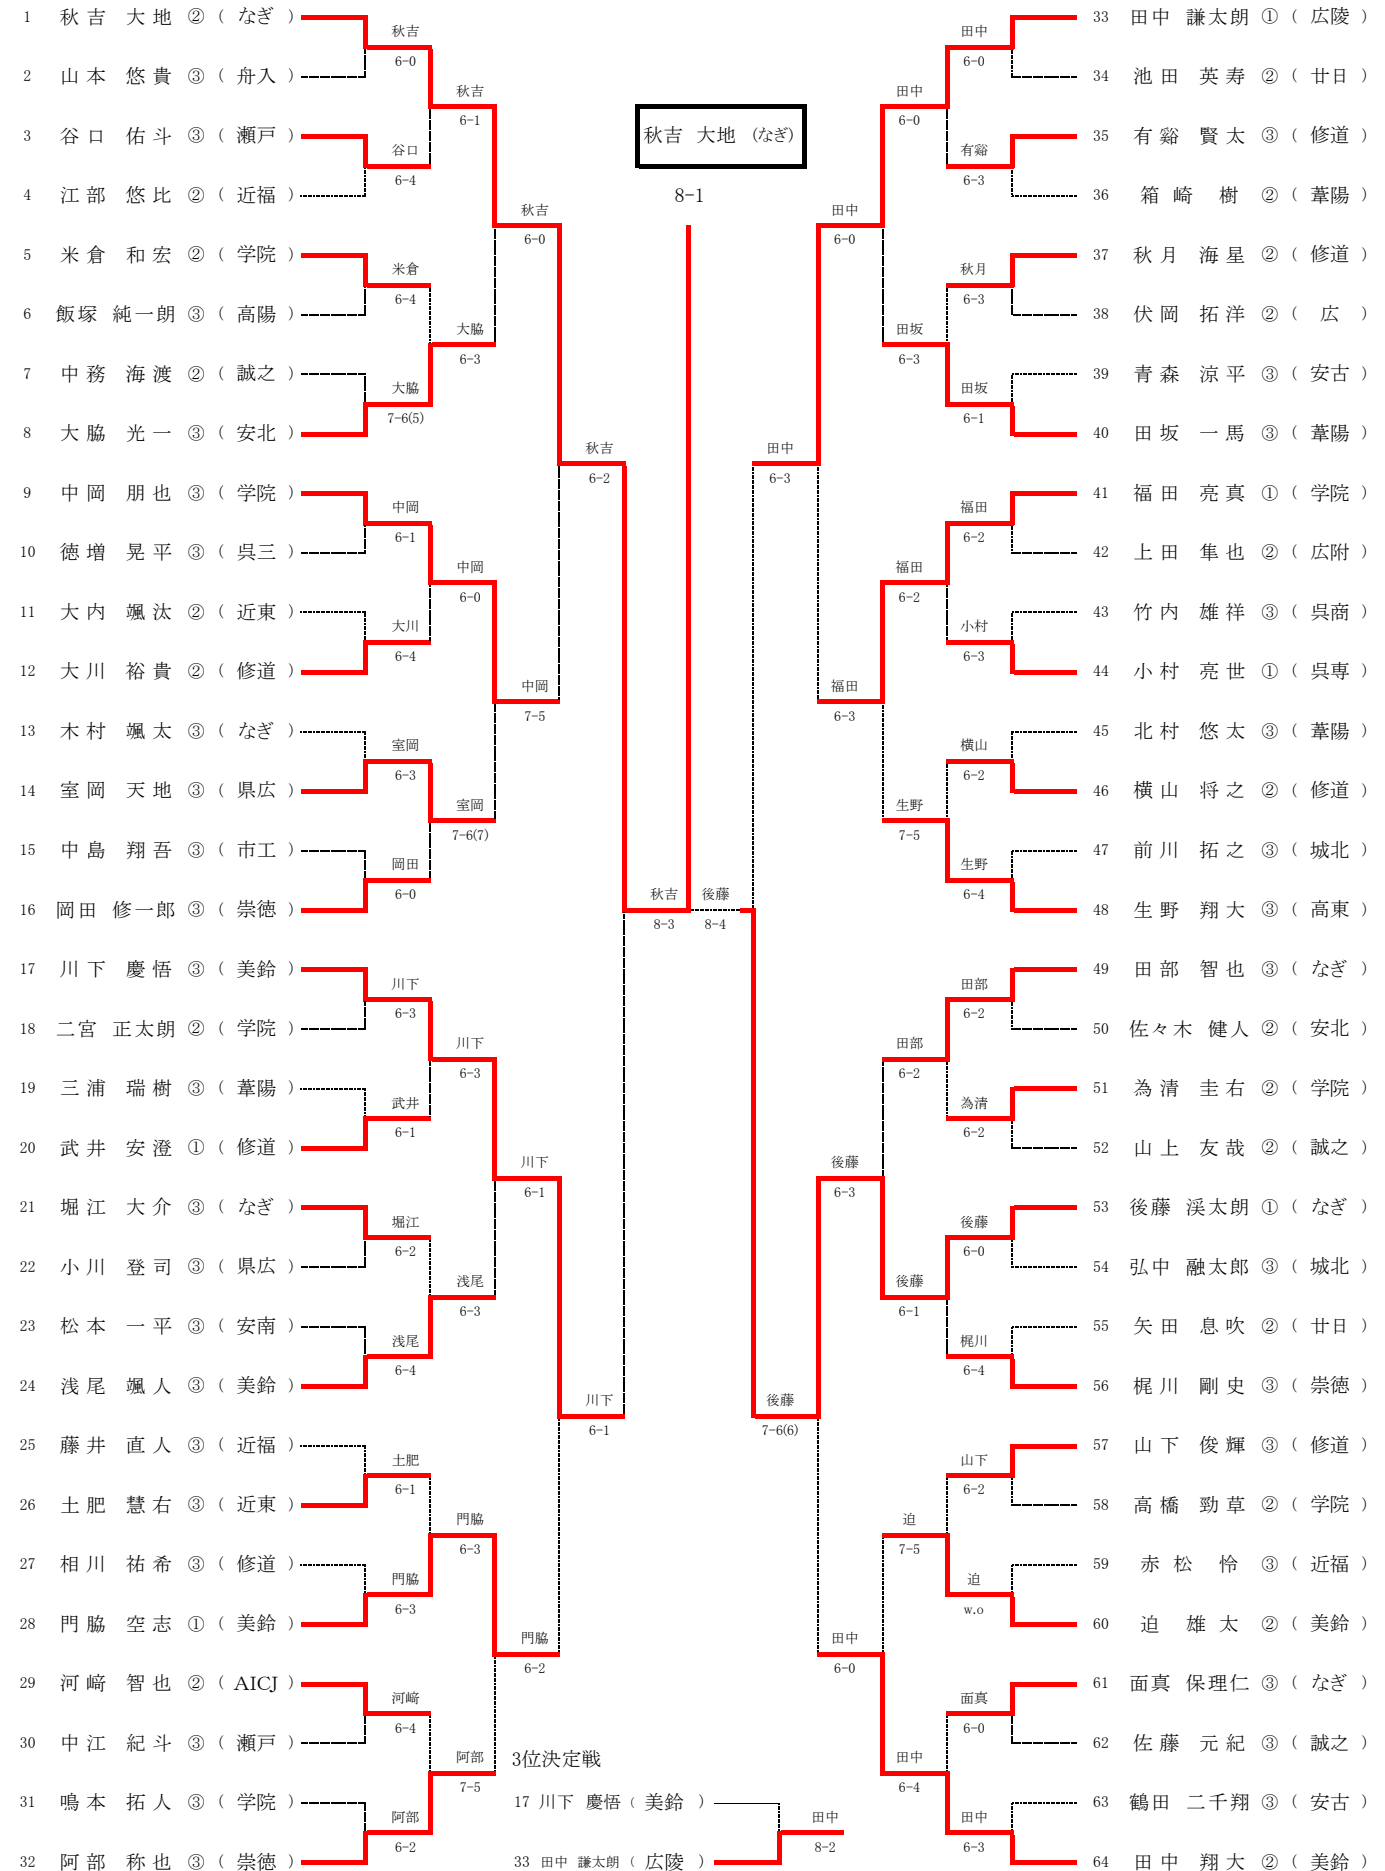 1 秋吉 大地 ② ( なぎ )
2 山本 悠貴 ③ ( 舟入 )
3 谷口 佑斗 ③ ( 瀬戸 )
4 江部 悠比 ② ( 近福 )
5 米倉 和宏 ② ( 学院 )
6 飯塚 純一朗 ③ ( 高陽 )
7 中務 海渡 ② ( 誠之 )
8 大脇 光一 ③ ( 安北 )
9 中岡 朋也 ③ ( 学院 )
10 徳増 晃平 ③ ( 呉三 )
11 大内 颯汰 ② ( 近東 )
12 大川 裕貴 ② ( 修道 )
13 木村 颯太 ③ ( なぎ )
14 室岡 天地 ③ ( 県広 )
15 中島 翔吾 ③ ( 市工 )
16 岡田 修一郎 ③ ( 崇徳 )
17 川下 慶悟 ③ ( 美鈴 )
18 二宮 正太朗 ② ( 学院 )
19 三浦 瑞樹 ③ ( 葦陽 )
20 武井 安澄 ① ( 修道 )
21 堀江 大介 ③ ( なぎ )
22 小川 登司 ③ ( 県広 )
23 松本 一平 ③ ( 安南 )
24 浅尾 颯人 ③ ( 美鈴 )
25 藤井 直人 ③ ( 近福 )
26 土肥 慧右 ③ ( 近東 )
27 相川 祐希 ③ ( 修道 )
28 門脇 空志 ① ( 美鈴 )
29 河﨑 智也 ② ( AICJ )
30 中江 紀斗 ③ ( 瀬戸 )
31 鳴本 拓人 ③ ( 学院 )
32 阿部 称也 ③ ( 崇徳 )
秋吉
6-0
谷口
6-4
米倉
6-4
大脇
7-6(5)
中岡
6-1
大川
6-4
室岡
6-3
岡田
6-0
川下
6-3
武井
6-1
堀江
6-2
浅尾
6-4
土肥
6-1
門脇
6-3
河﨑
6-4
阿部
6-2
秋吉
6-1
大脇
6-3
中岡
6-0
室岡
7-6(7)
川下
6-3
浅尾
6-3
門脇
6-3
阿部
7-5
秋吉
6-0
中岡
7-5
川下
6-1
門脇
6-2
秋吉
6-2
川下
6-1
秋吉 大地 (なぎ)
8-1
秋吉
8-3
後藤
8-4
田中
6-3
後藤
7-6(6)
田中
6-0
福田
6-3
後藤
6-3
田中
6-0
田中
6-0
田坂
6-3
福田
6-2
生野
7-5
田部
6-2
後藤
6-1
迫
7-5
田中
6-4
田中
6-0
有谿
6-3
秋月
6-3
田坂
6-1
福田
6-2
小村
6-3
横山
6-2
生野
6-4
田部
6-2
為清
6-2
後藤
6-0
梶川
6-4
山下
6-2
迫
w.o
面真
6-0
田中
6-3
33 田中 謙太朗 ① ( 広陵 )
34 池田 英寿 ② ( 廿日 )
35 有谿 賢太 ③ ( 修道 )
36 箱崎 樹 ② ( 葦陽 )
37 秋月 海星 ② ( 修道 )
38 伏岡 拓洋 ② ( 広 )
39 青森 涼平 ③ ( 安古 )
40 田坂 一馬 ③ ( 葦陽 )
41 福田 亮真 ① ( 学院 )
42 上田 隼也 ② ( 広附 )
43 竹内 雄祥 ③ ( 呉商 )
44 小村 亮世 ① ( 呉専 )
45 北村 悠太 ③ ( 葦陽 )
46 横山 将之 ② ( 修道 )
47 前川 拓之 ③ ( 城北 )
48 生野 翔大 ③ ( 高東 )
49 田部 智也 ③ ( なぎ )
50 佐々木 健人 ② ( 安北 )
51 為清 圭右 ② ( 学院 )
52 山上 友哉 ② ( 誠之 )
53 後藤 渓太朗 ① ( なぎ )
54 弘中 融太郎 ③ ( 城北 )
55 矢田 息吹 ② ( 廿日 )
56 梶川 剛史 ③ ( 崇徳 )
57 山下 俊輝 ③ ( 修道 )
58 高橋 勁草 ② ( 学院 )
59 赤松 怜 ③ ( 近福 )
60 迫 雄太 ② ( 美鈴 )
61 面真 保理仁 ③ ( なぎ )
62 佐藤 元紀 ③ ( 誠之 )
63 鶴田 二千翔 ③ ( 安古 )
64 田中 翔大 ② ( 美鈴 )
3位決定戦
17 川下 慶悟 ( 美鈴 )
33 田中 謙太朗 ( 広陵 )
田中
8-2